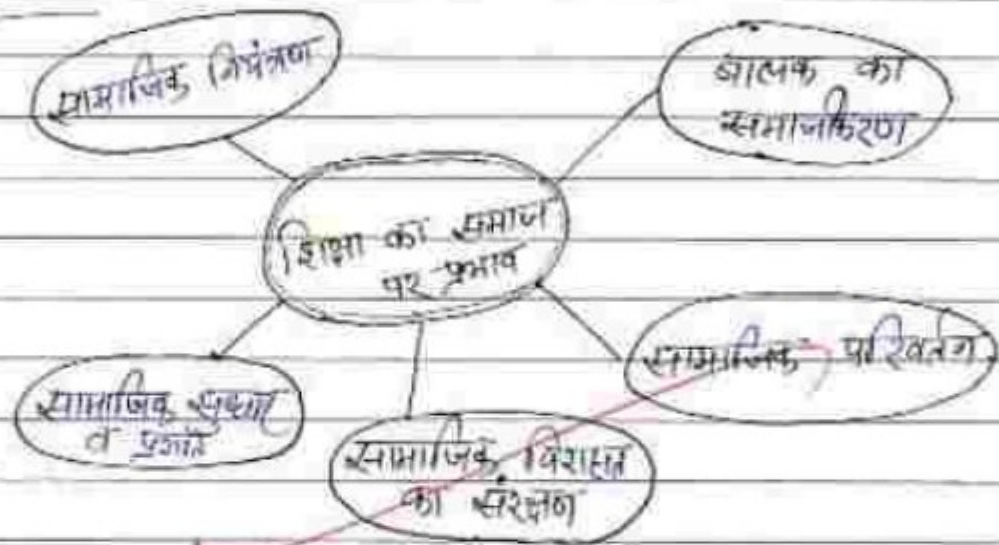 सामाजिक नियंत्रण
बालक का
समाजीकरण
शिक्षा का समाज
पर प्रभाव
सामाजिक परिवर्तन
सामाजिक सुधार
व प्रगति
सामाजिक विरासत
का संरक्षण